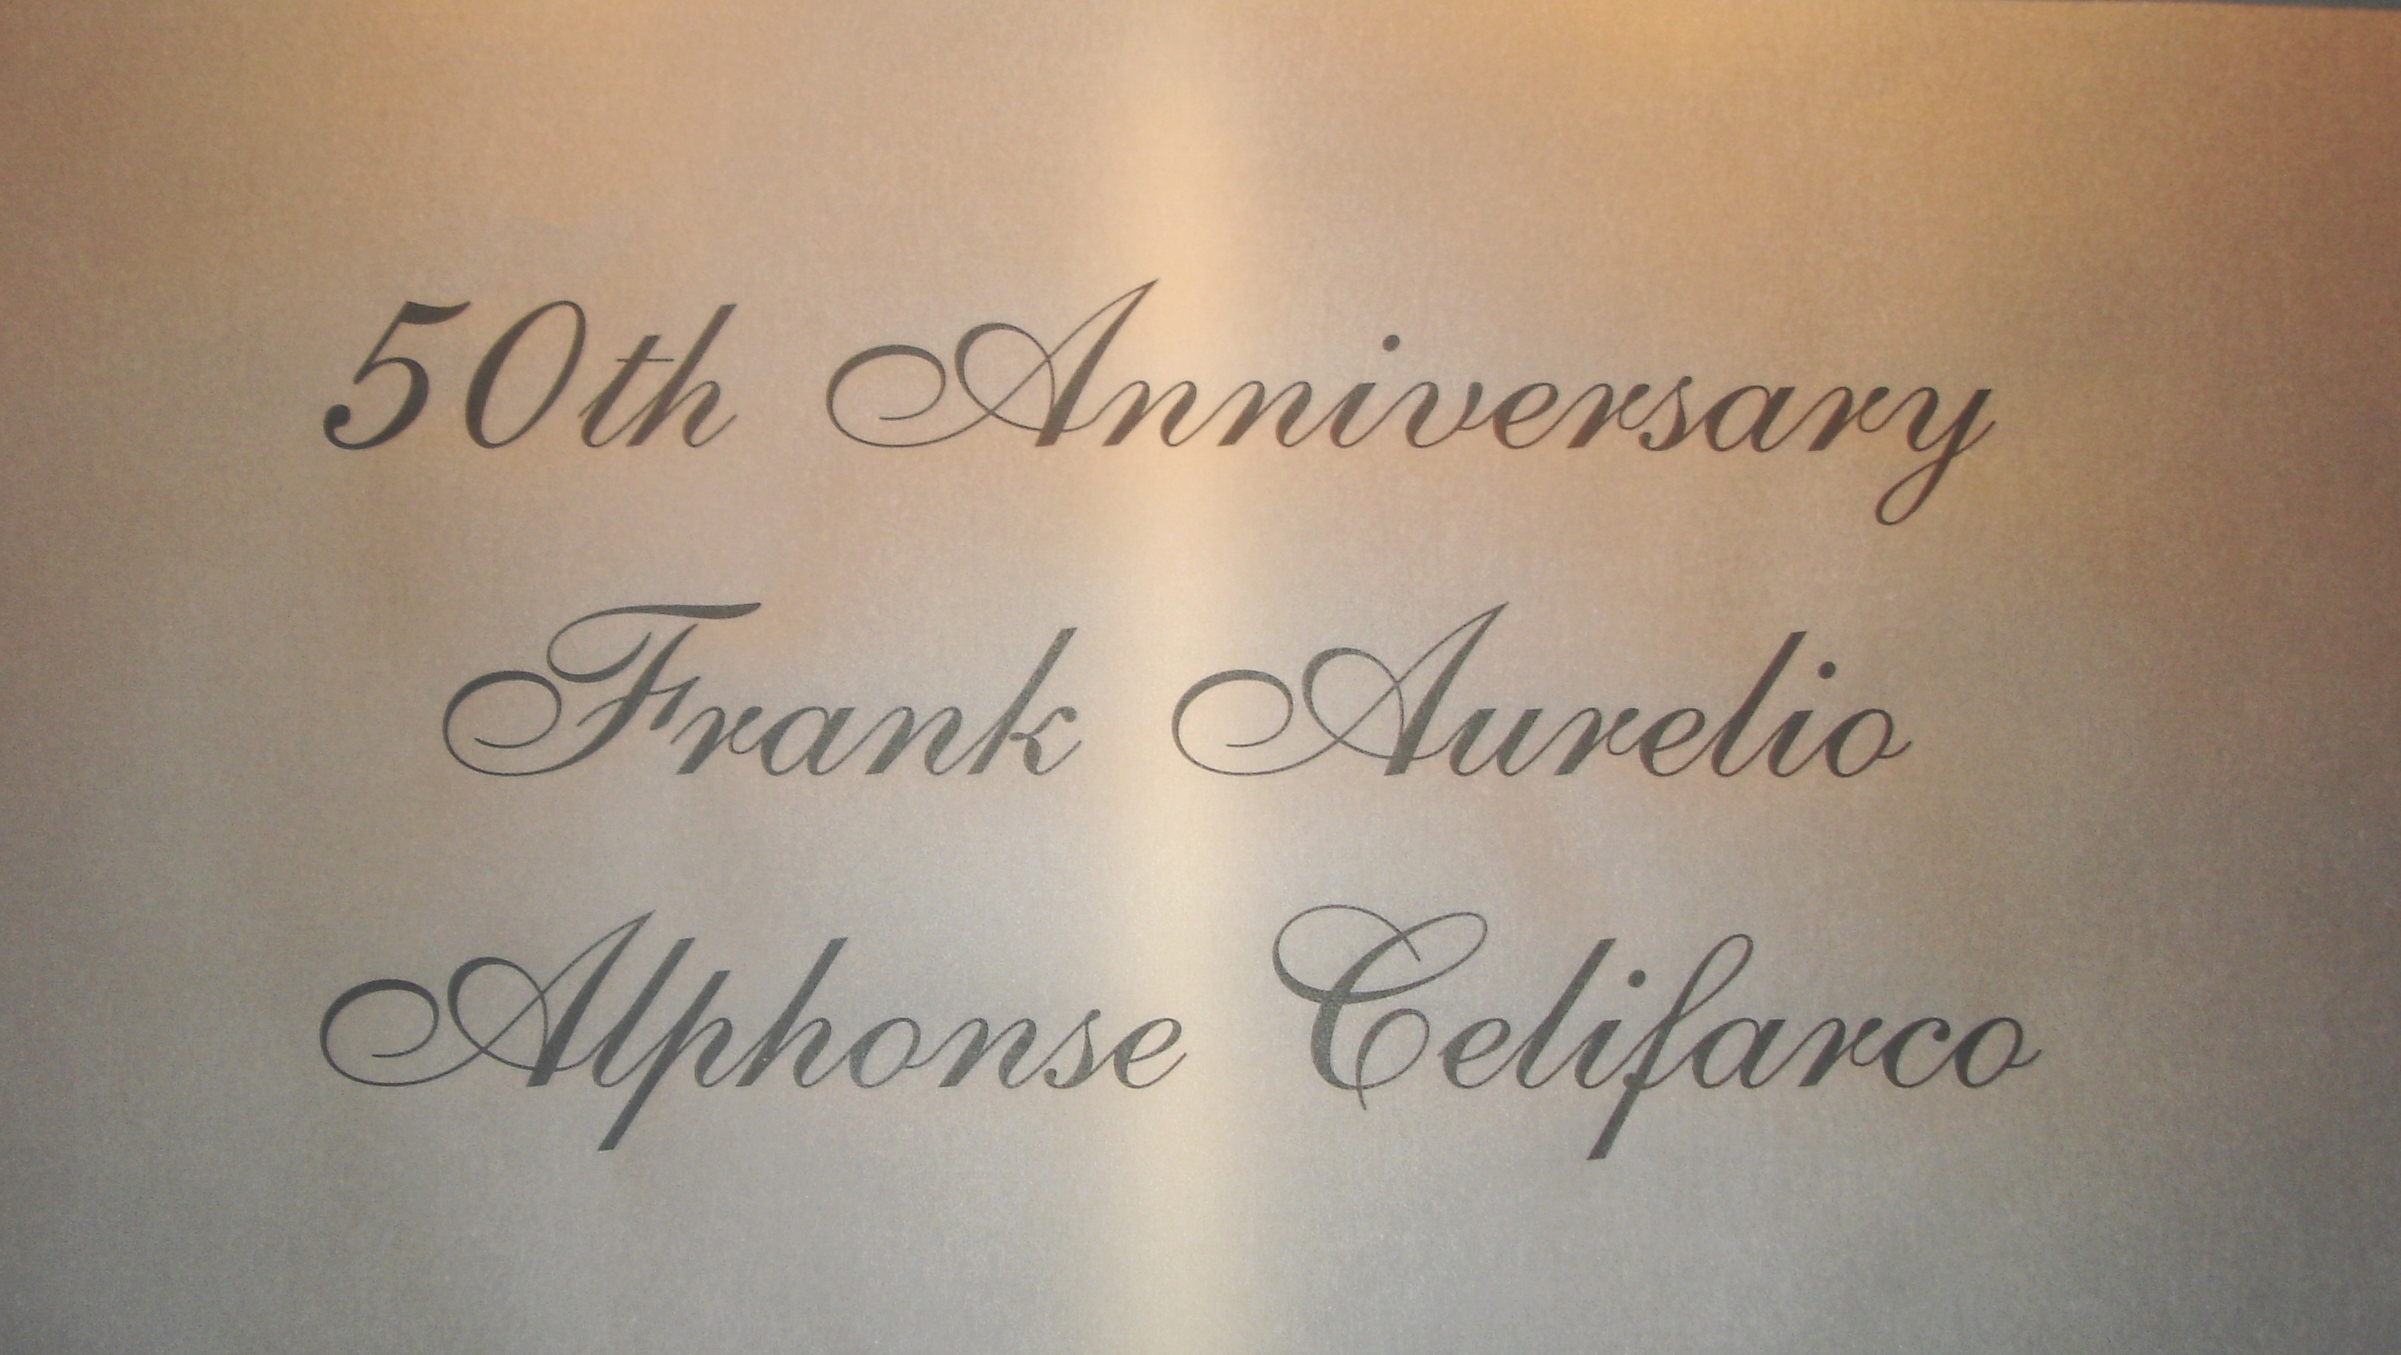 50th Anniversary
Frank Aurelio
Alphonse Celifarco